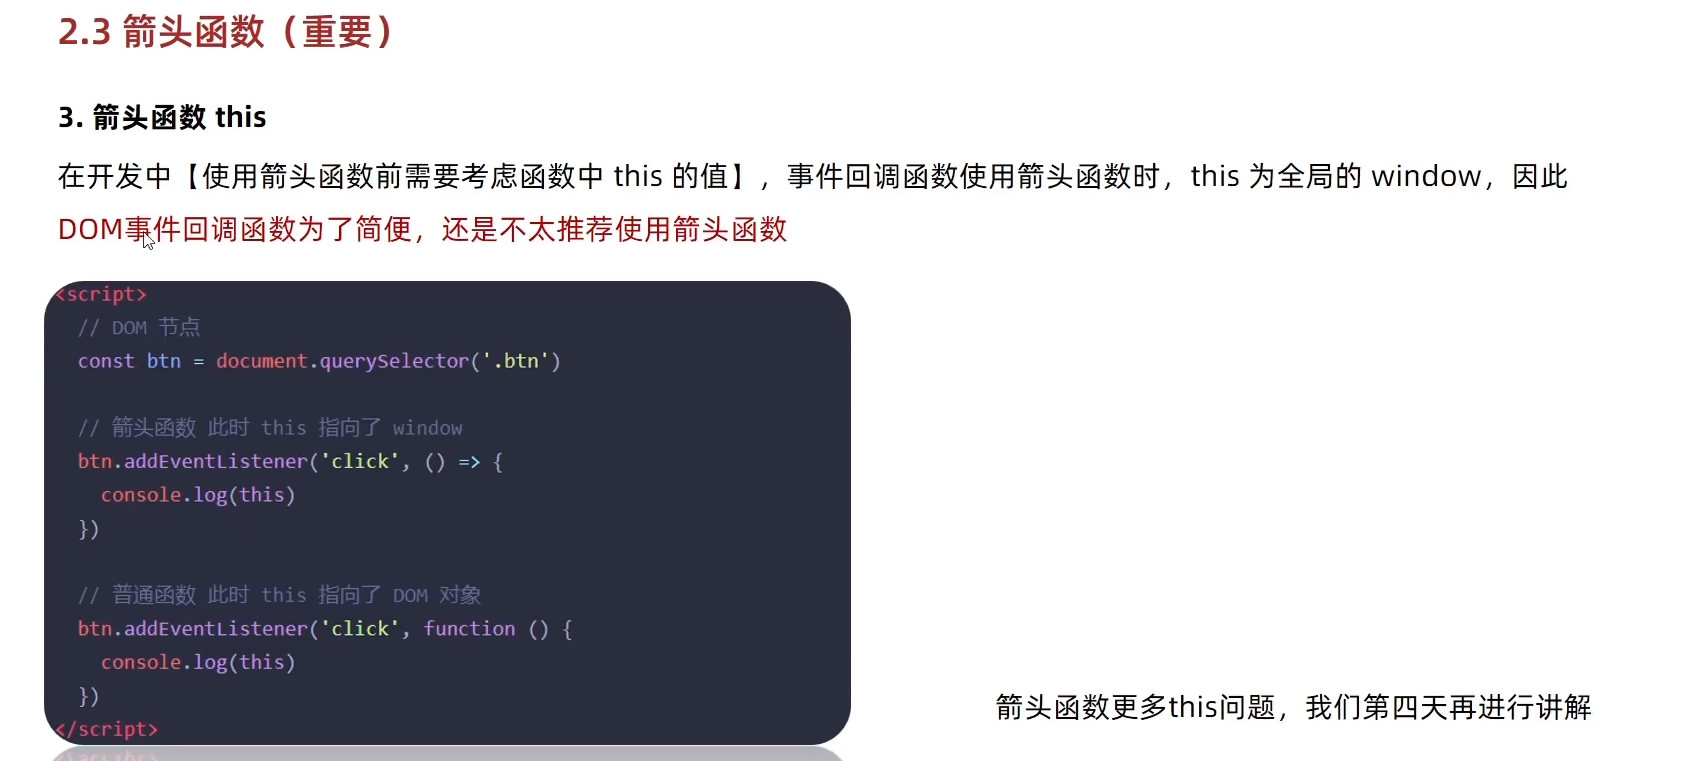 2.3 箭头函数（重要）
3. 箭头函数 this
在开发中【使用箭头函数前需要考虑函数中 this 的值】，事件回调函数使用箭头函数时，this 为全局的 window，因此
DOM事件回调函数为了简便，还是不太推荐使用箭头函数
<script>
// DOM 节点
const btn = document.querySelector('.btn')
// 箭头函数 此时 this 指向了 window
btn.addEventListener('click', () => {
console.log(this)
})
// 普通函数 此时 this 指向了 DOM 对象
btn.addEventListener('click', function () {
console.log(this)
})
</script>
箭头函数更多this问题，我们第四天再进行讲解